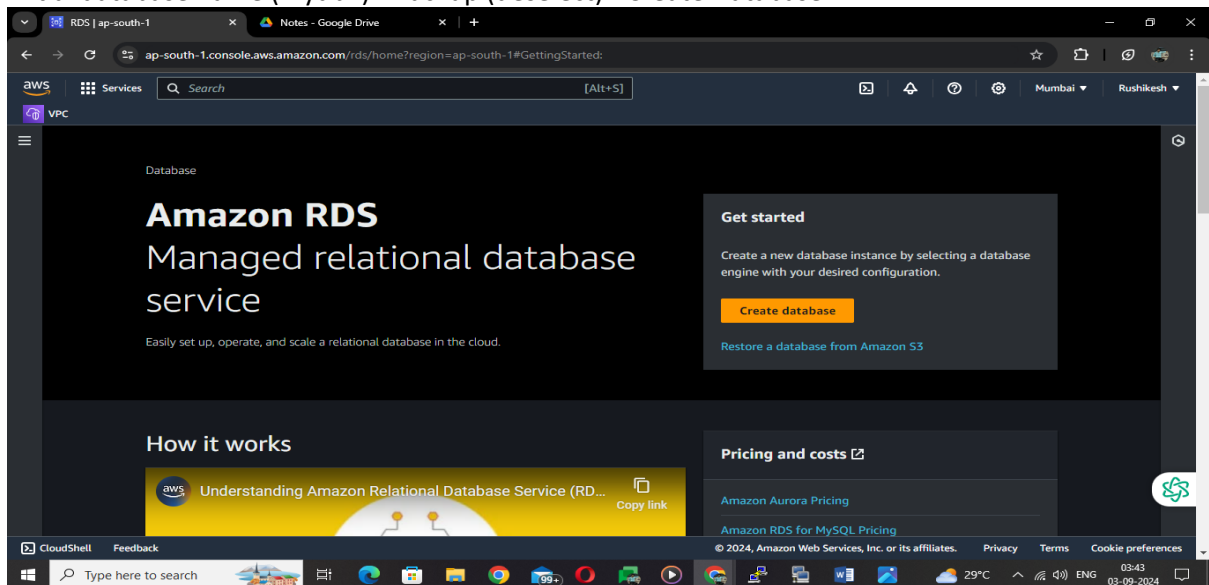 RDS | ap-south-1
Notes - Google Drive
ap-south-1.console.aws.amazon.com/rds/home?region=ap-south-1#GettingStarted:
aws
Services
Search
[Alt+S]
Mumbai
Rushikesh
VPC
Database
Amazon RDS
Managed relational database
service
Easily set up, operate, and scale a relational database in the cloud.
Get started
Create a new database instance by selecting a database
engine with your desired configuration.
Create database
Restore a database from Amazon S3
How it works
aws
Understanding Amazon Relational Database Service (RD...
Copy link
Pricing and costs
Amazon Aurora Pricing
Amazon RDS for MySQL Pricing
CloudShell Feedback
© 2024, Amazon Web Services, Inc. or its affiliates. Privacy Terms Cookie preferences
Type here to search
99+
29°C
ENG
03:43
03-09-2024